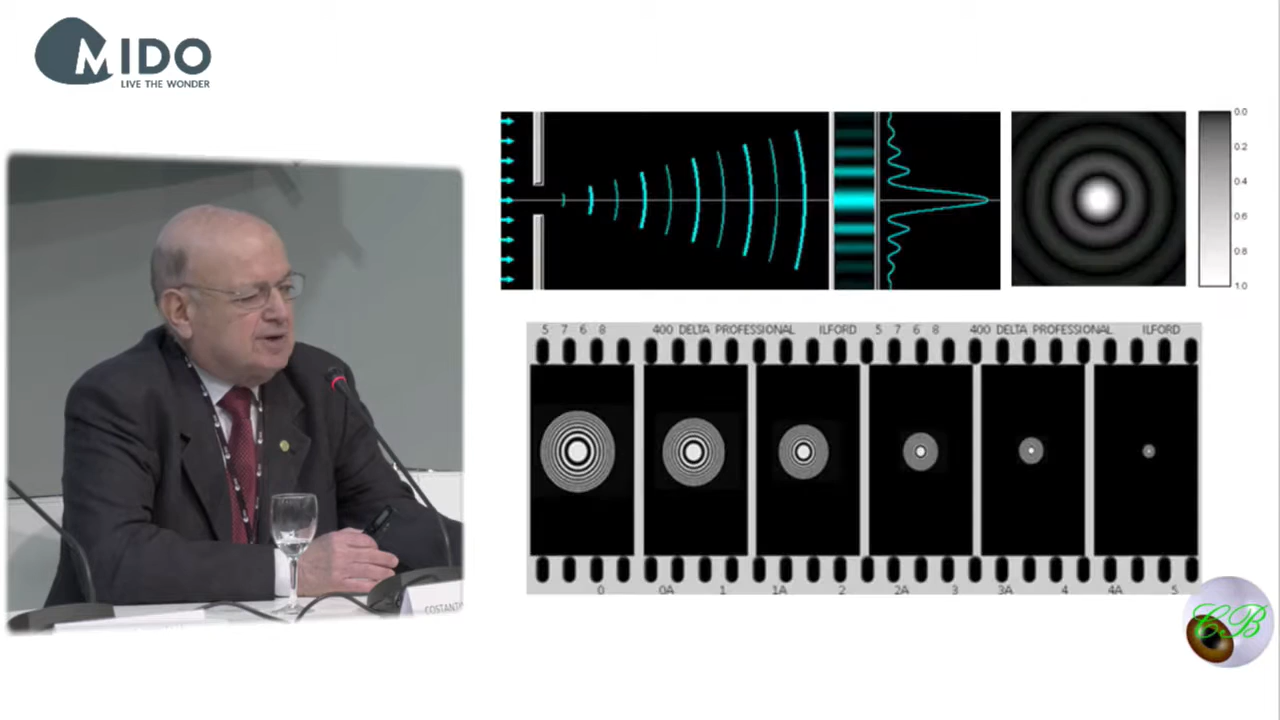 MIDO
LIVE THE WONDER
0.0
0.2
0.4
0.6
0.8
1.0
5 7 6 8 400 DELTA PROFESSIONAL ILFORD 5 7 6 8 400 DELTA PROFESSIONAL ILFORD
0 0A 1 1A 2 2A 3 3A 4 4A 5
CB
COSTANTI